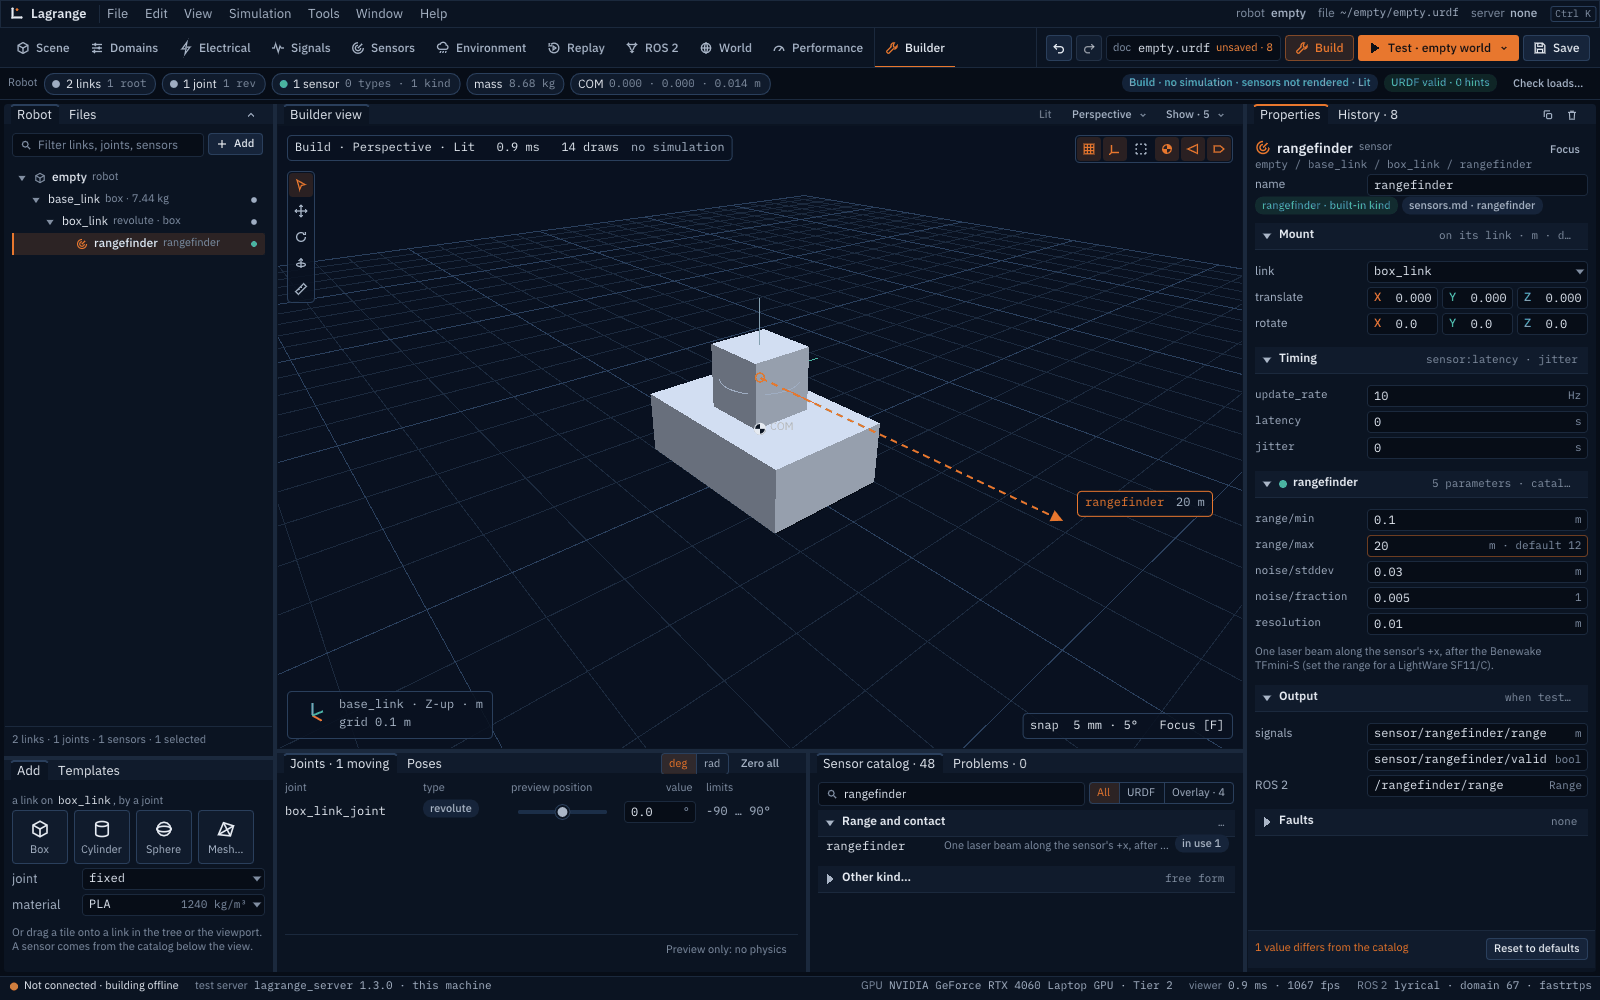 Lagrange File Edit View Simulation Tools Window Help robot empty file ~/empty/empty.urdf server none Ctrl K
Scene Domains Electrical Signals Sensors Environment Replay ROS 2 World Performance Builder doc empty.urdf unsaved · 8 Build Test · empty world Save
Robot 2 links 1 root 1 joint 1 rev 1 sensor 0 types · 1 kind mass 8.68 kg COM 0.000 · 0.000 · 0.014 m Build · no simulation · sensors not rendered · Lit URDF valid · 0 hints Check loads...
Robot Files
Filter links, joints, sensors + Add
empty robot
base_link box · 7.44 kg
box_link revolute · box
rangefinder rangefinder
2 links · 1 joints · 1 sensors · 1 selected
Add Templates
a link on box_link, by a joint
Box Cylinder Sphere Mesh...
joint fixed
material PLA 1240 kg/m³
Or drag a tile onto a link in the tree or the viewport.
A sensor comes from the catalog below the view.
Builder view Lit Perspective Show · 5
Build · Perspective · Lit 0.9 ms 14 draws no simulation
COM
rangefinder 20 m
base_link · Z-up · m
grid 0.1 m
snap 5 mm · 5° Focus [F]
Joints · 1 moving Poses deg rad Zero all
joint type preview position value limits
box_link_joint revolute 0.0 ° -90 … 90°
Preview only: no physics
Sensor catalog · 48 Problems · 0
rangefinder All URDF Overlay · 4
Range and contact …
rangefinder One laser beam along the sensor's +x, after ... in use 1
Other kind... free form
Properties History · 8
rangefinder sensor Focus
empty / base_link / box_link / rangefinder
name rangefinder
rangefinder · built-in kind sensors.md · rangefinder
Mount on its link · m · d…
link box_link
translate X 0.000 Y 0.000 Z 0.000
rotate X 0.0 Y 0.0 Z 0.0
Timing sensor:latency · jitter
update_rate 10 Hz
latency 0 s
jitter 0 s
rangefinder 5 parameters · catal…
range/min 0.1 m
range/max 20 m · default 12
noise/stddev 0.03 m
noise/fraction 0.005 1
resolution 0.01 m
One laser beam along the sensor's +x, after the Benewake
TFmini-S (set the range for a LightWare SF11/C).
Output when test…
signals sensor/rangefinder/range m
sensor/rangefinder/valid bool
ROS 2 /rangefinder/range Range
Faults none
1 value differs from the catalog Reset to defaults
Not connected · building offline test server lagrange_server 1.3.0 · this machine GPU NVIDIA GeForce RTX 4060 Laptop GPU · Tier 2 viewer 0.9 ms · 1067 fps ROS 2 lyrical · domain 67 · fastrtps